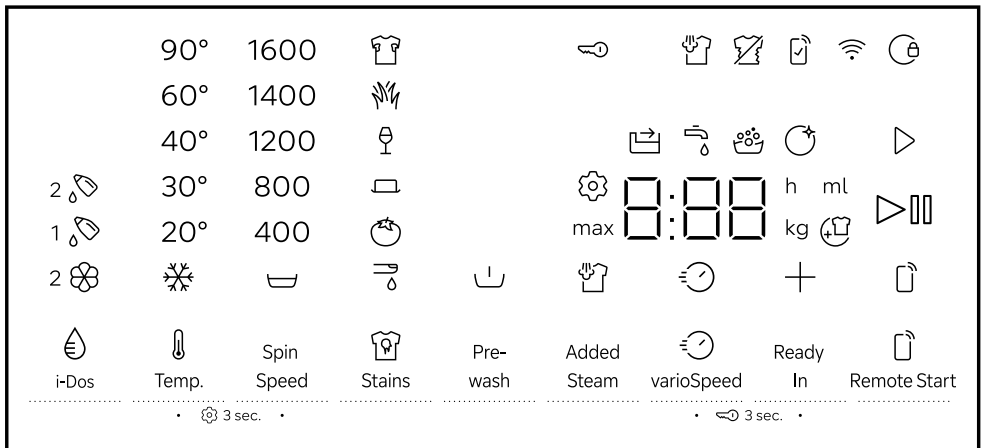 90° 1600
60° 1400
40° 1200
2 30° 800 h ml
1 20° 400 max 8:88 kg
2
Spin Pre- Added Ready
i-Dos Temp. Speed Stains wash Steam varioSpeed In Remote Start
• 3 sec. • • 3 sec. •